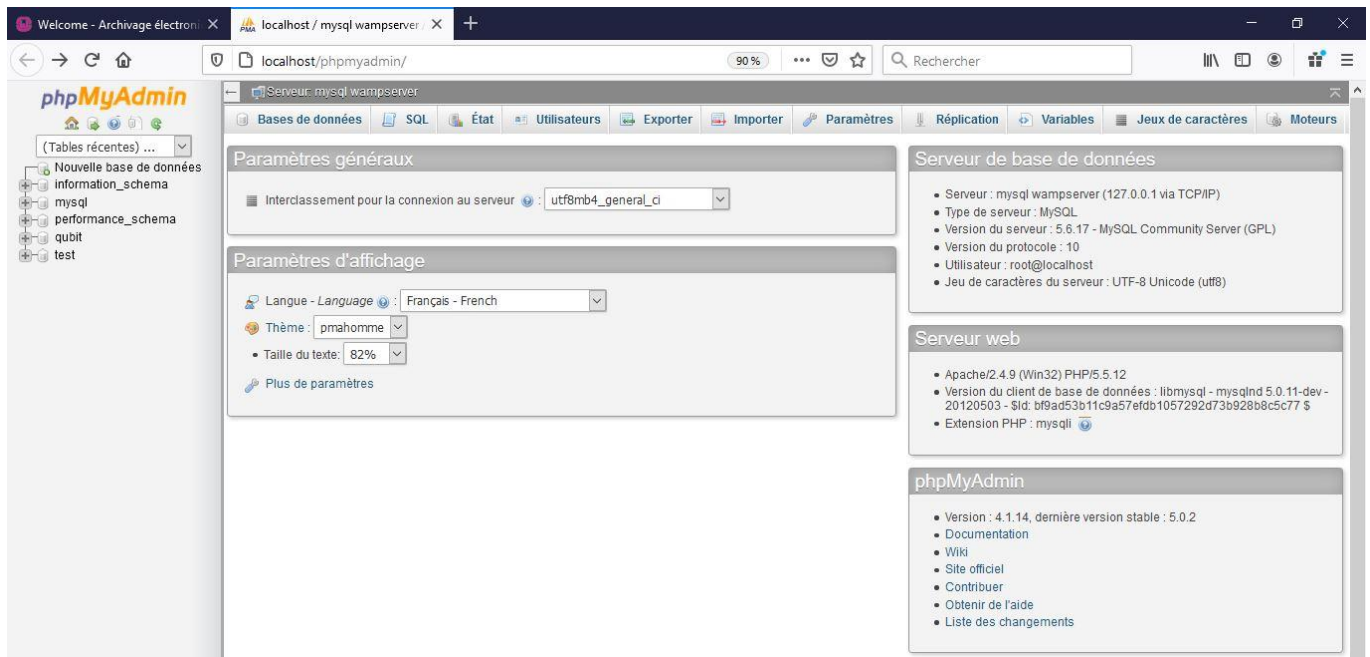 Welcome - Archivage électroni
localhost / mysql wampserver
localhost/phpmyadmin/
90 %
Rechercher
phpMyAdmin
(Tables récentes) ...
Nouvelle base de données
information_schema
mysql
performance_schema
qubit
test
Serveur: mysql wampserver
Bases de données
SQL
État
Utilisateurs
Exporter
Importer
Paramètres
Réplication
Variables
Jeux de caractères
Moteurs
Paramètres généraux
Interclassement pour la connexion au serveur : utf8mb4_general_ci
Paramètres d'affichage
Langue - Language : Français - French
Thème : pmahomme
• Taille du texte: 82%
Plus de paramètres
Serveur de base de données
• Serveur : mysql wampserver (127.0.0.1 via TCP/IP)
• Type de serveur : MySQL
• Version du serveur : 5.6.17 - MySQL Community Server (GPL)
• Version du protocole : 10
• Utilisateur : root@localhost
• Jeu de caractères du serveur : UTF-8 Unicode (utf8)
Serveur web
• Apache/2.4.9 (Win32) PHP/5.5.12
• Version du client de base de données : libmysql - mysqlnd 5.0.11-dev -
20120503 - $Id: bf9ad53b11c9a57efdb1057292d73b928b8c5c77 $
• Extension PHP : mysqli
phpMyAdmin
• Version : 4.1.14, dernière version stable : 5.0.2
• Documentation
• Wiki
• Site officiel
• Contribuer
• Obtenir de l'aide
• Liste des changements